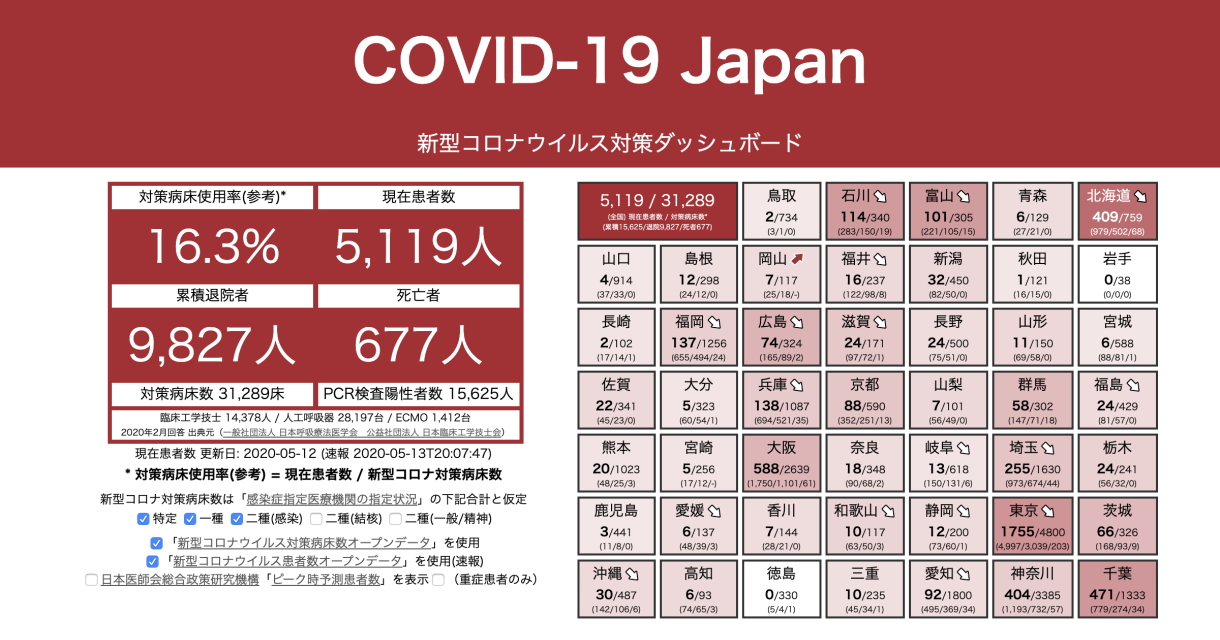 COVID-19 Japan
新型コロナウイルス対策ダッシュボード
対策病床使用率(参考)*
現在患者数
16.3%
5,119人
累積退院者
死亡者
9,827人
677人
対策病床数 31,289床
PCR検査陽性者数 15,625人
臨床工学技士 14,378人 / 人工呼吸器 28,197台 / ECMO 1,412台
2020年2月回答 出典元（一般社団法人 日本呼吸療法医学会　公益社団法人 日本臨床工学技士会）
現在患者数 更新日: 2020-05-12 (速報 2020-05-13T20:07:47)
* 対策病床使用率(参考) = 現在患者数 / 新型コロナ対策病床数
新型コロナ対策病床数は「感染症指定医療機関の指定状況」の下記合計と仮定
特定 一種 二種(感染) 二種(結核) 二種(一般/精神)
「新型コロナウイルス対策病床数オープンデータ」を使用
「新型コロナウイルス患者数オープンデータ」を使用(速報)
日本医師会総合政策研究機構「ピーク時予測患者数」を表示 （重症患者のみ）
5,119 / 31,289
(全国) 現在患者数 / 対策病床数*
(累積15,625/退院9,827/死者677)
鳥取
2/734
(3/1/0)
石川
114/340
(283/150/19)
富山
101/305
(221/105/15)
青森
6/129
(27/21/0)
北海道
409/759
(979/502/68)
山口
4/914
(37/33/0)
島根
12/298
(24/12/0)
岡山
7/117
(25/18/-)
福井
16/237
(122/98/8)
新潟
32/450
(82/50/0)
秋田
1/121
(16/15/0)
岩手
0/38
(0/0/0)
長崎
2/102
(17/14/1)
福岡
137/1256
(655/494/24)
広島
74/324
(165/89/2)
滋賀
24/171
(97/72/1)
長野
24/500
(75/51/0)
山形
11/150
(69/58/0)
宮城
6/588
(88/81/1)
佐賀
22/341
(45/23/0)
大分
5/323
(60/54/1)
兵庫
138/1087
(694/521/35)
京都
88/590
(352/251/13)
山梨
7/101
(56/49/0)
群馬
58/302
(147/71/18)
福島
24/429
(81/57/0)
熊本
20/1023
(48/25/3)
宮崎
5/256
(17/12/-)
大阪
588/2639
(1,750/1,101/61)
奈良
18/348
(90/68/2)
岐阜
13/618
(150/131/6)
埼玉
255/1630
(973/674/44)
栃木
24/241
(56/32/0)
鹿児島
3/441
(11/8/0)
愛媛
6/137
(48/39/3)
香川
7/144
(28/21/0)
和歌山
10/117
(63/50/3)
静岡
12/200
(73/60/1)
東京
1755/4800
(4,997/3,039/203)
茨城
66/326
(168/93/9)
沖縄
30/487
(142/106/6)
高知
6/93
(74/65/3)
徳島
0/330
(5/4/1)
三重
10/235
(45/34/1)
愛知
92/1800
(495/369/34)
神奈川
404/3385
(1,193/732/57)
千葉
471/1333
(779/274/34)